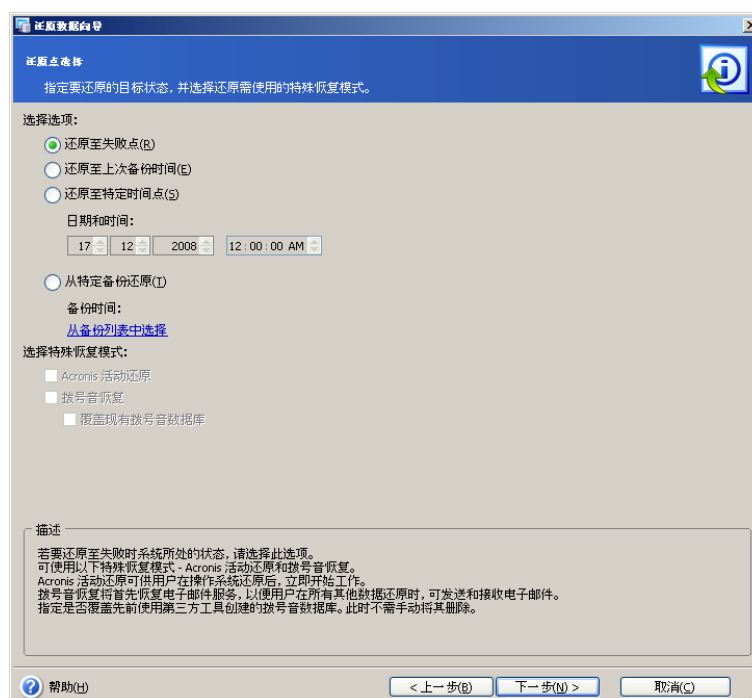 还原数据向导
还原点选择
指定要还原的目标状态,并选择还原需使用的特殊恢复模式。
选择选项:
还原至失败点(R)
还原至上次备份时间(E)
还原至特定时间点(S)
日期和时间:
17 12 2008 12:00:00 AM
从特定备份还原(T)
备份时间:
从备份列表中选择
选择特殊恢复模式:
Acronis 活动还原
拨号音恢复
覆盖现有拨号音数据库
描述
若要还原至失败时系统所处的状态,请选择此选项。
可使用以下特殊恢复模式 - Acronis 活动还原和拨号音恢复。
Acronis 活动还原可供用户在操作系统还原后,立即开始工作。
拨号音恢复将首先恢复电子邮件服务,以便用户在所有其他数据还原时,可发送和接收电子邮件。
指定是否覆盖先前使用第三方工具创建的拨号音数据库。此时不需手动将其删除。
帮助(H) < 上一步(B) 下一步(N) > 取消(C)